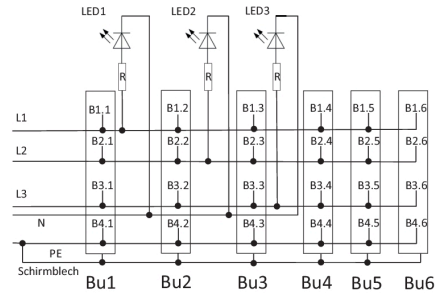 LED1 LED2 LED3
R R R
B1.1 B1.2 B1.3 B1.4 B1.5 B1.6
L1
B2.1 B2.2 B2.3 B2.4 B2.5 B2.6
L2
B3.1 B3.2 B3.3 B3.4 B3.5 B3.6
L3
N
B4.1 B4.2 B4.3 B4.4 B4.5 B4.6
PE
Schirmblech
Bu1 Bu2 Bu3 Bu4 Bu5 Bu6